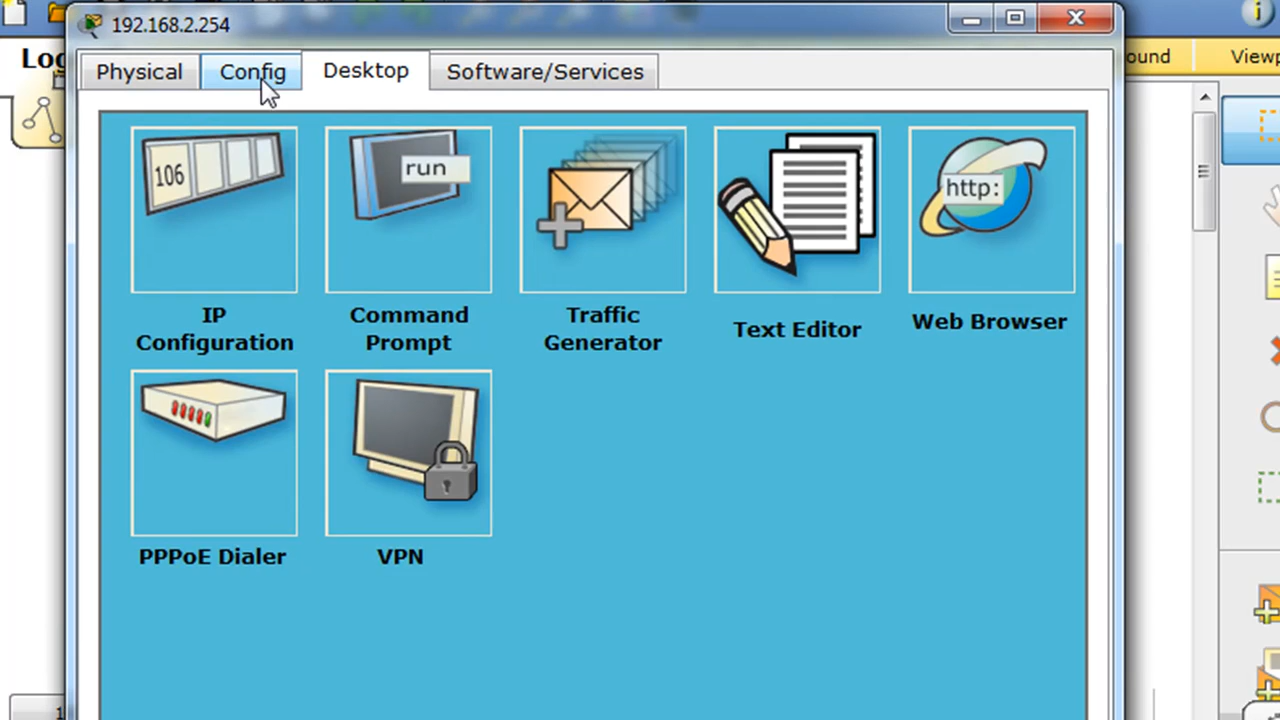 192.168.2.254
Log
Physical
Config
Desktop
Software/Services
ound
Viewp
106
run
http:
IP
Configuration
Command
Prompt
Traffic
Generator
Text Editor
Web Browser
PPPoE Dialer
VPN
1
i